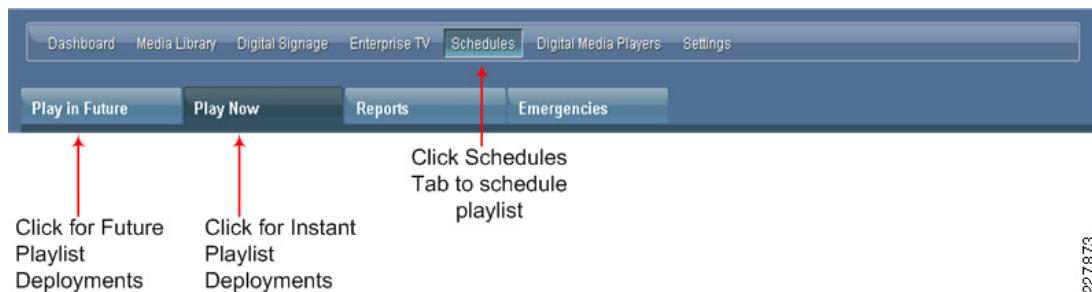 Dashboard Media Library Digital Signage Enterprise TV Schedules Digital Media Players Settings
Play in Future Play Now Reports Emergencies
Click Schedules
Tab to schedule
playlist
Click for Future
Playlist
Deployments
Click for Instant
Playlist
Deployments
227873